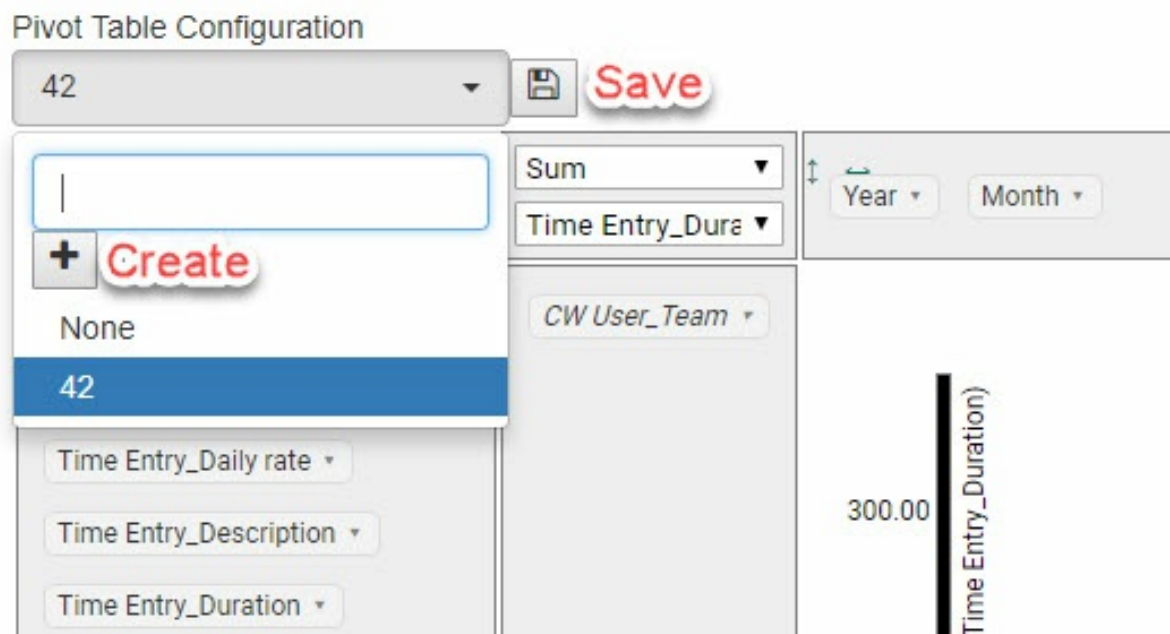 Pivot Table Configuration
42
Save
Sum
Time Entry_Dura
Year
Month
Create
None
42
CW User_Team
Time Entry_Daily rate
Time Entry_Description
Time Entry_Duration
300.00
Time Entry_Duration)